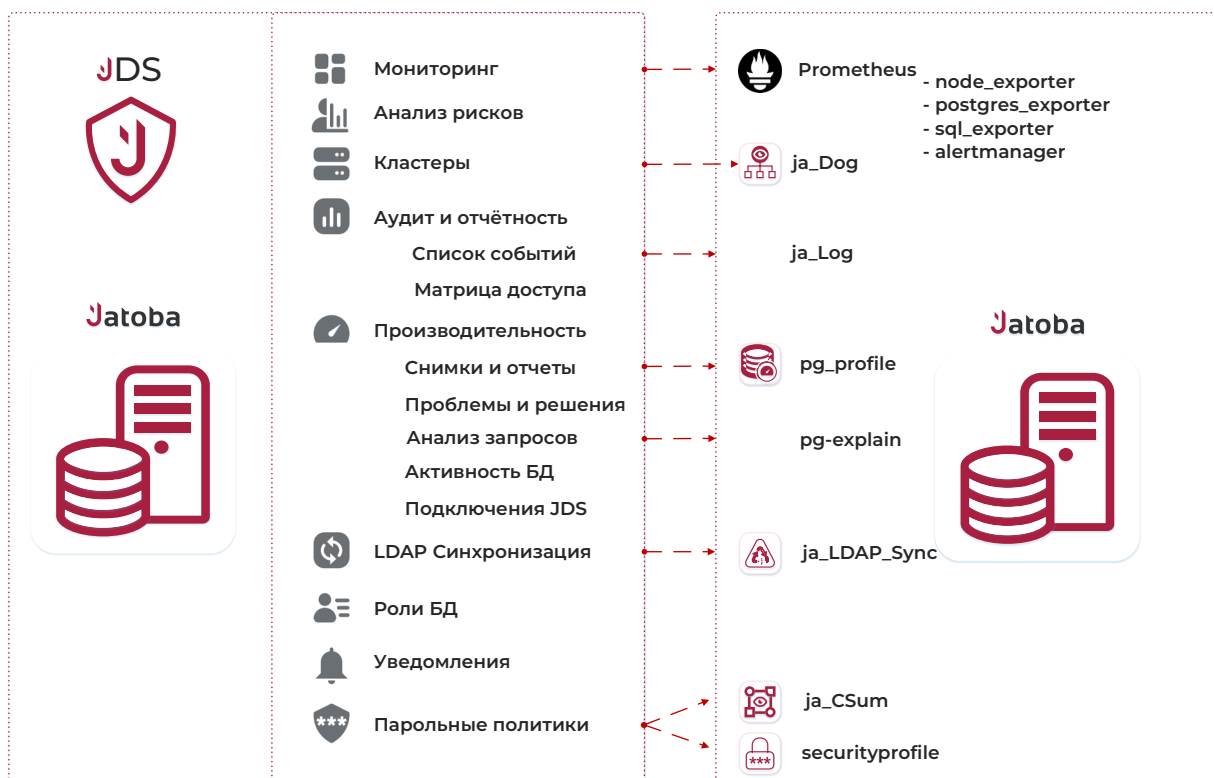 JDS
Jatoba
Мониторинг
Анализ рисков
Кластеры
Аудит и отчётность
Список событий
Матрица доступа
Производительность
Снимки и отчеты
Проблемы и решения
Анализ запросов
Активность БД
Подключения JDS
LDAP Синхронизация
Роли БД
Уведомления
***
Парольные политики
Prometheus
- node_exporter
- postgres_exporter
- sql_exporter
- alertmanager
ja_Dog
ja_Log
pg_profile
pg-explain
ja_LDAP_Sync
ja_CSum
***
securityprofile
Jatoba